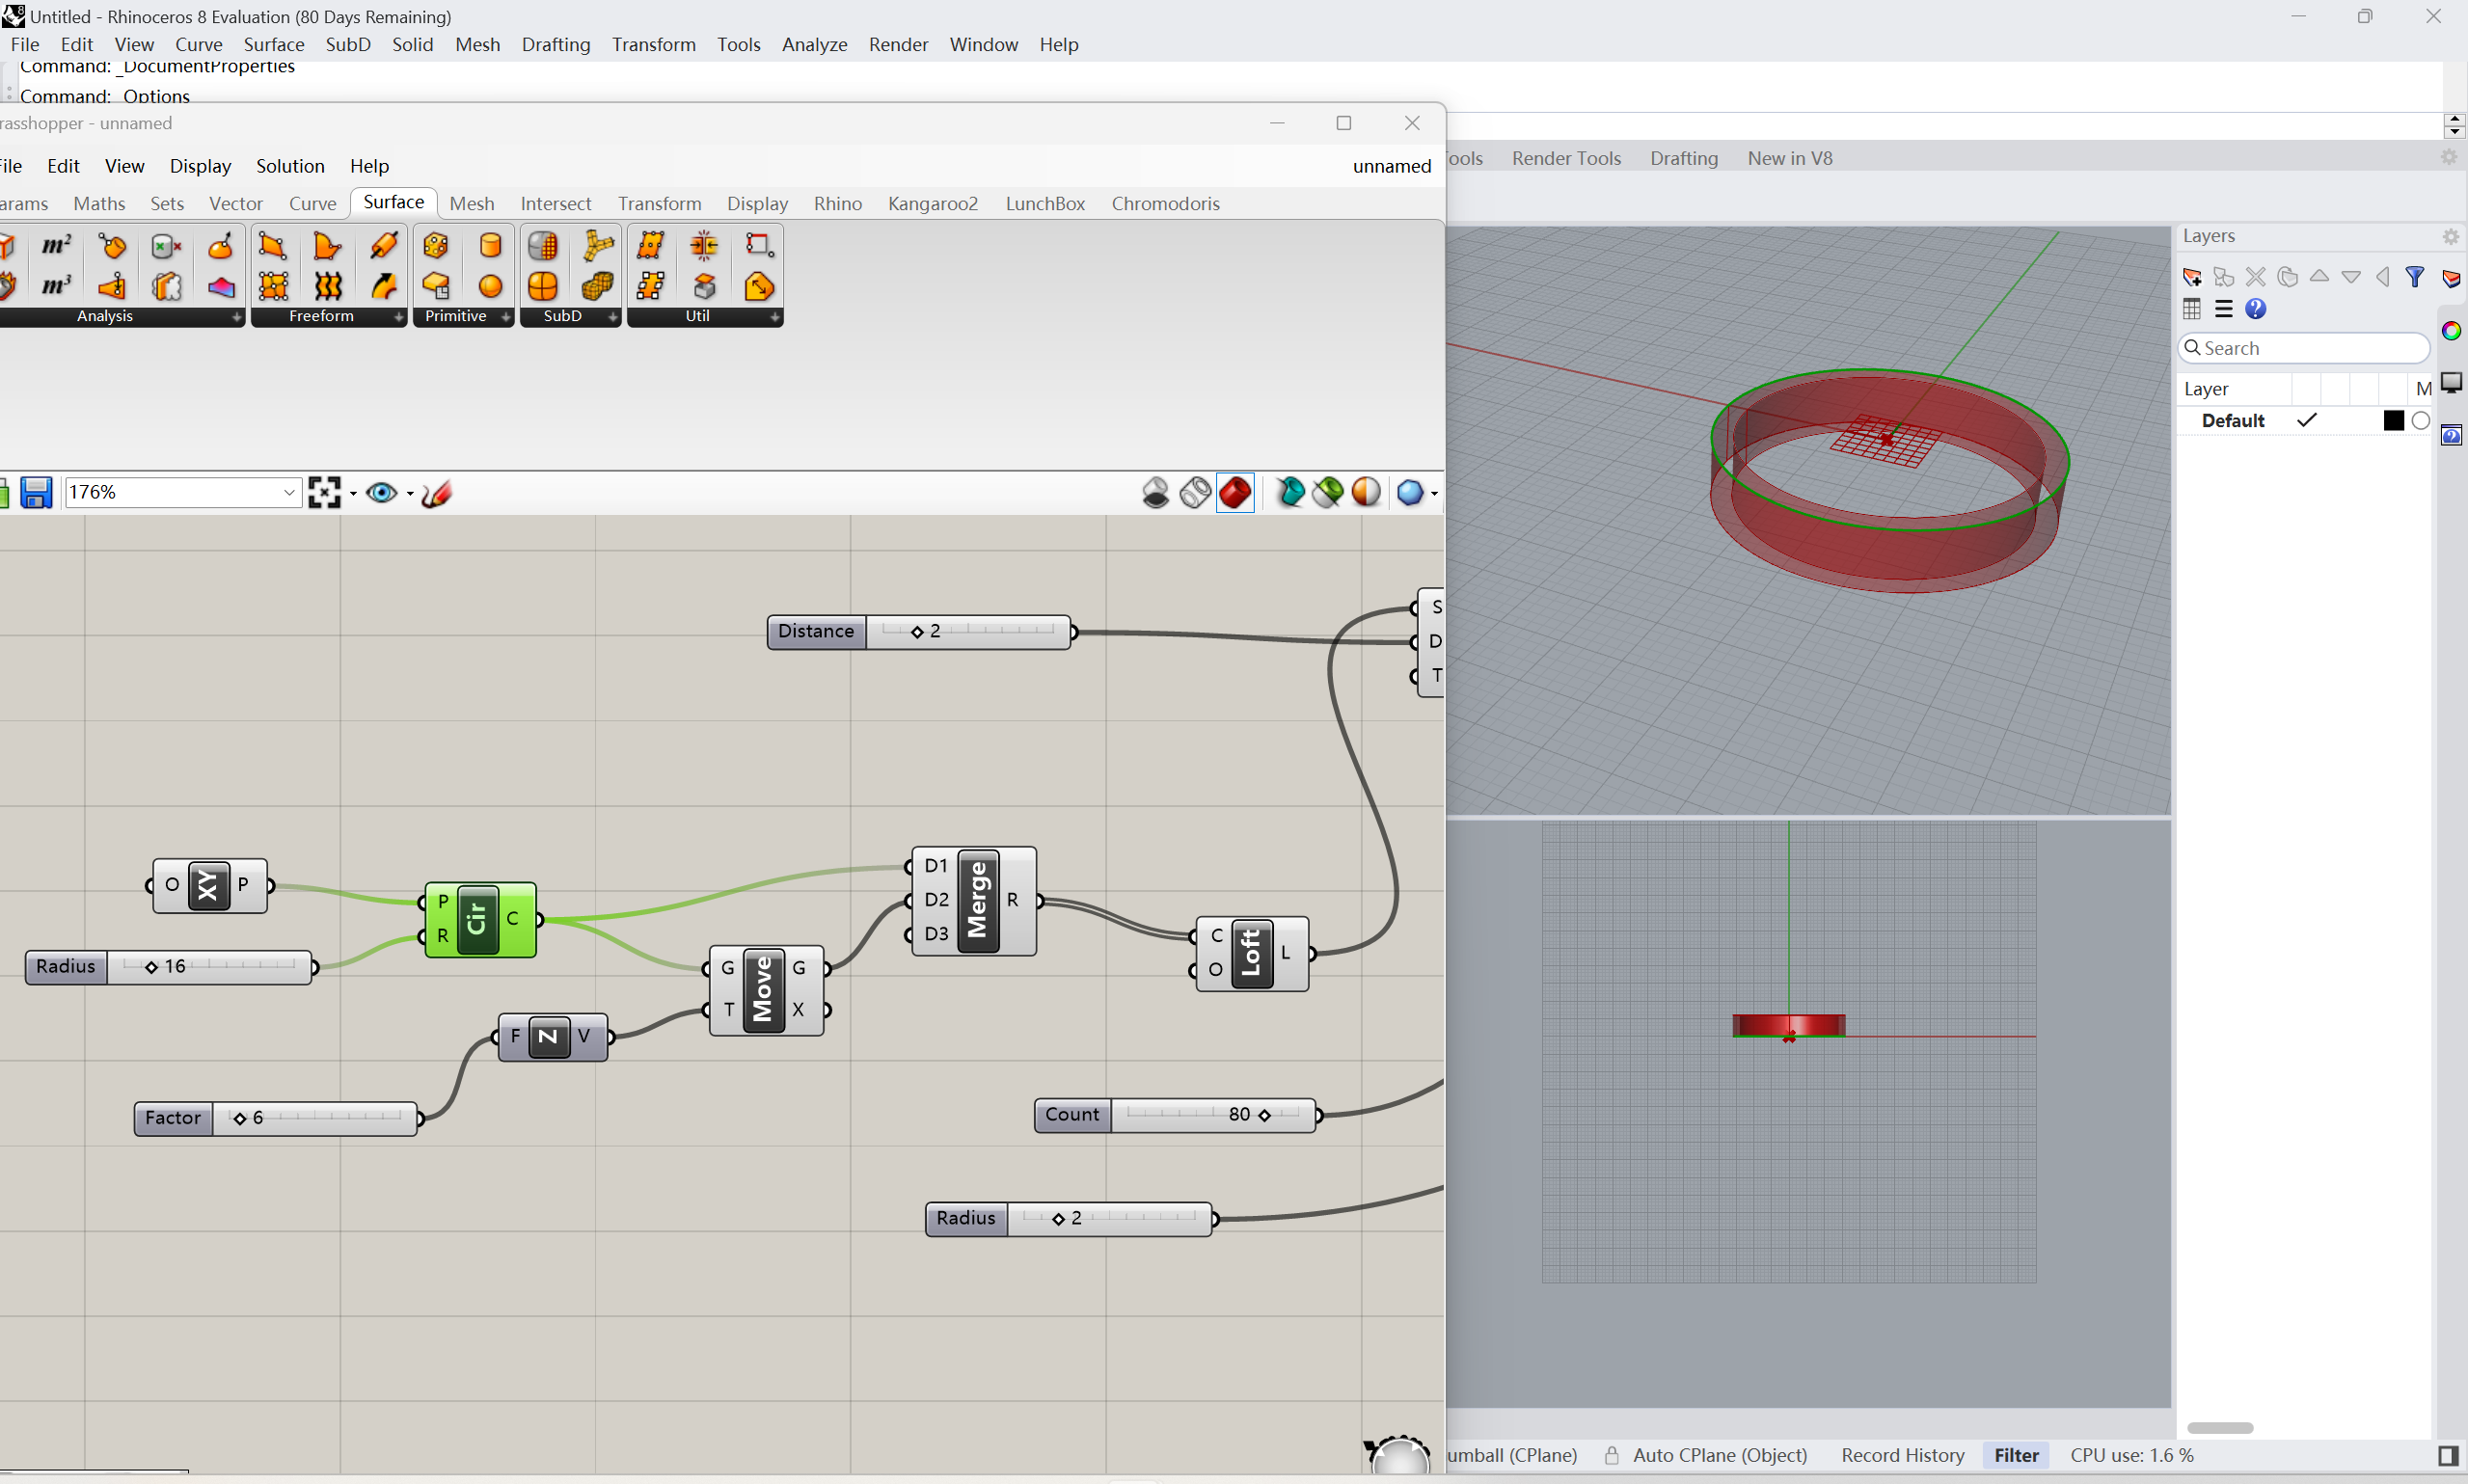 Untitled - Rhinoceros 8 Evaluation (80 Days Remaining)
File Edit View Curve Surface SubD Solid Mesh Drafting Transform Tools Analyze Render Window Help
Command: _DocumentProperties
Command: _Options
rasshopper - unnamed
ile Edit View Display Solution Help unnamed
ools Render Tools Drafting New in V8
arams Maths Sets Vector Curve Surface Mesh Intersect Transform Display Rhino Kangaroo2 LunchBox Chromodoris
m²
m³
Analysis Freeform Primitive SubD Util
Layers
Search
Layer M
Default
176%
Distance 2
S
D
T
O XY P
P
R Cir C
Radius 16
D1
D2
D3 Merge R
C
O Loft L
G
T Move G
X
F Z V
Factor 6
Count 80
Radius 2
umball (CPlane) Auto CPlane (Object) Record History Filter CPU use: 1.6 %